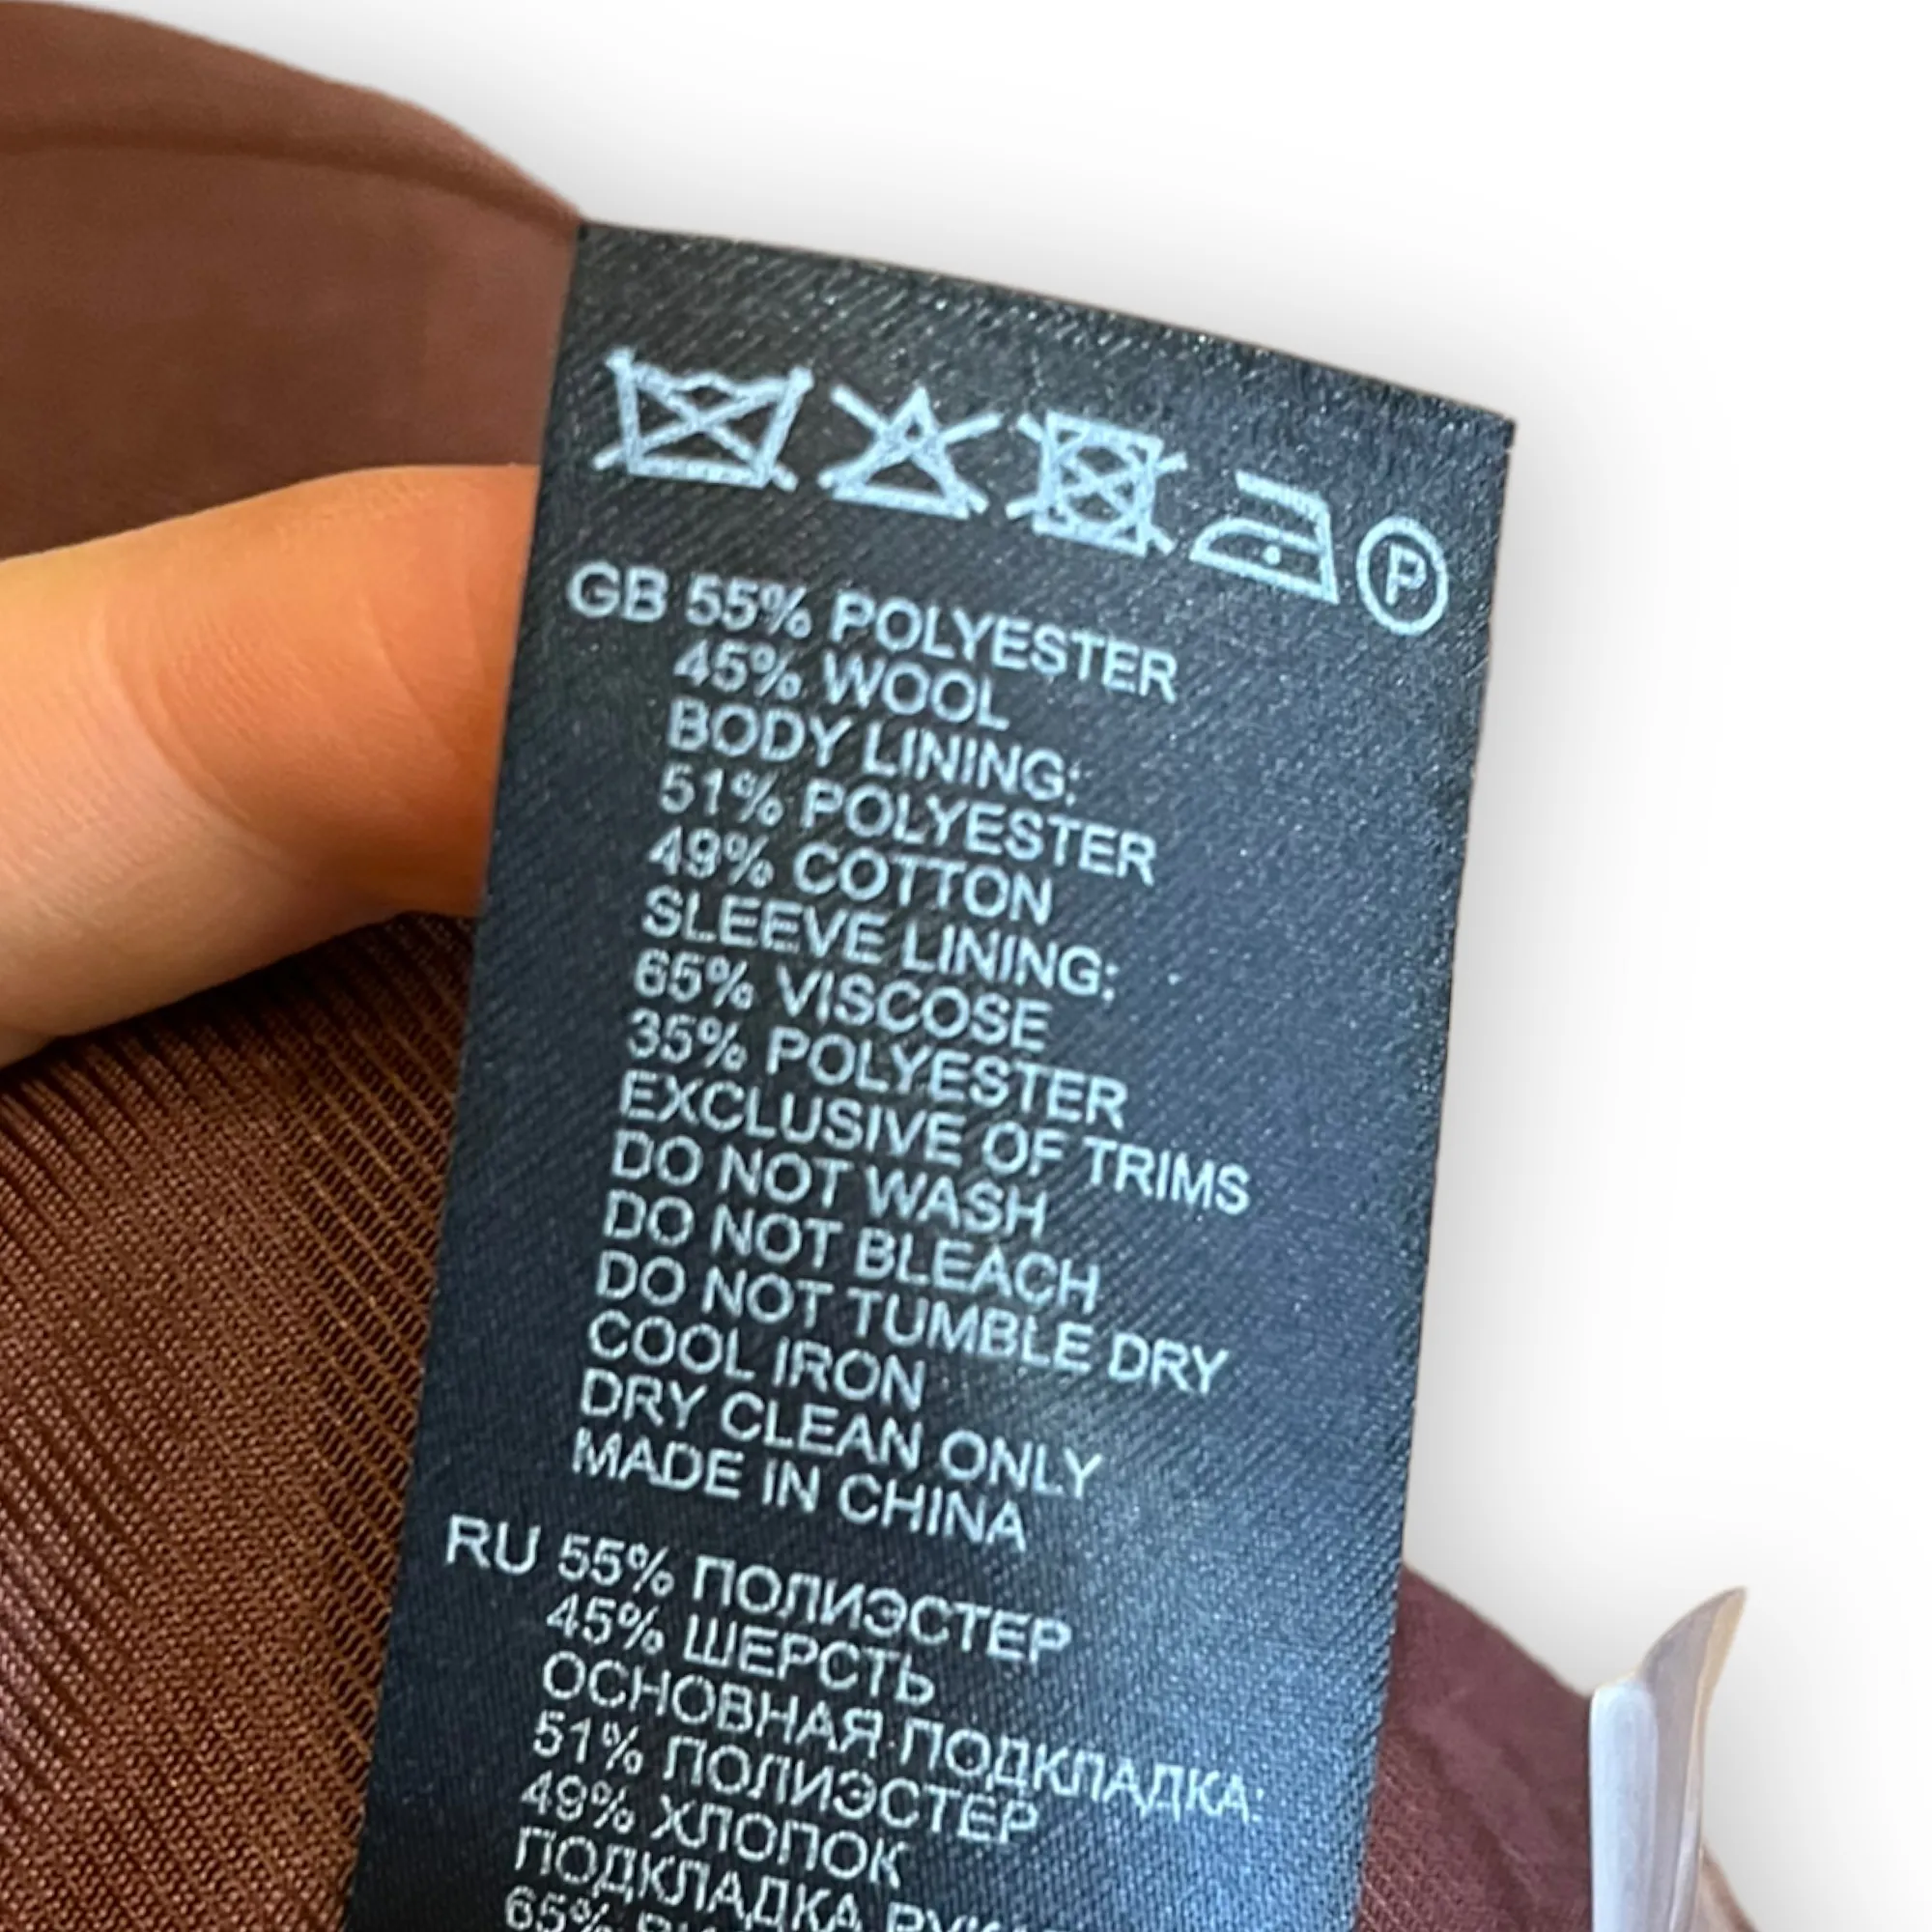 P
GB 55% POLYESTER
45% WOOL
BODY LINING:
51% POLYESTER
49% COTTON
SLEEVE LINING:
65% VISCOSE
35% POLYESTER
EXCLUSIVE OF TRIMS
DO NOT WASH
DO NOT BLEACH
DO NOT TUMBLE DRY
COOL IRON
DRY CLEAN ONLY
MADE IN CHINA
RU 55% ПОЛИЭСТЕР
45% ШЕРСТЬ
ОСНОВНАЯ ПОДКЛАДКА:
51% ПОЛИЭСТЕР
49% ХЛОПОК
ПОДКЛАДКА
65%